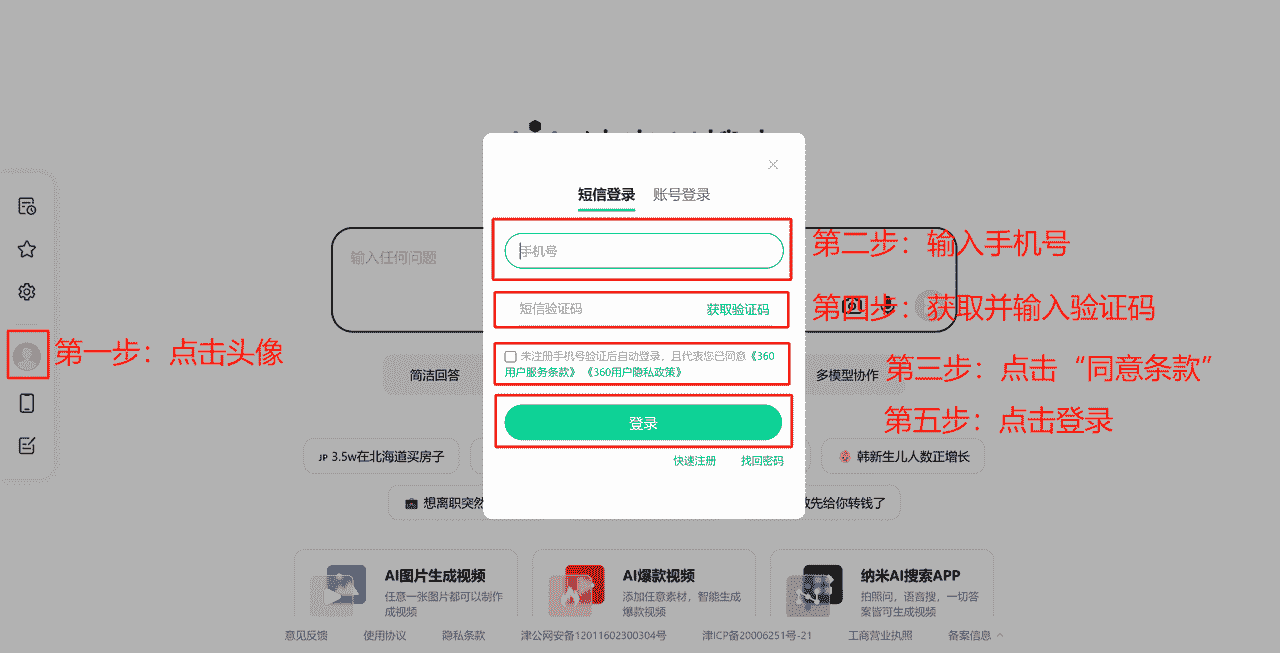 短信登录 账号登录
输入任何问题
手机号
第二步：输入手机号
短信验证码 获取验证码
第四步：获取并输入验证码
第一步：点击头像
未注册手机号验证后自动登录，且代表您已同意《360
用户服务条款》《360用户隐私政策》
简洁回答
多模型协作
第三步：点击“同意条款”
登录
第五步：点击登录
快速注册 找回密码
JP 3.5w在北海道买房子
韩新生儿人数正增长
想离职突然
先给你转钱了
AI图片生成视频
任意一张图片都可以制作
成视频
AI爆款视频
添加任意素材，智能生成
爆款视频
纳米AI搜索APP
拍照问，语音搜，一切答
案皆可生成视频
意见反馈 使用协议 隐私条款 津公网安备12011602300304号 津ICP备20006251号-21 工商营业执照 备案信息